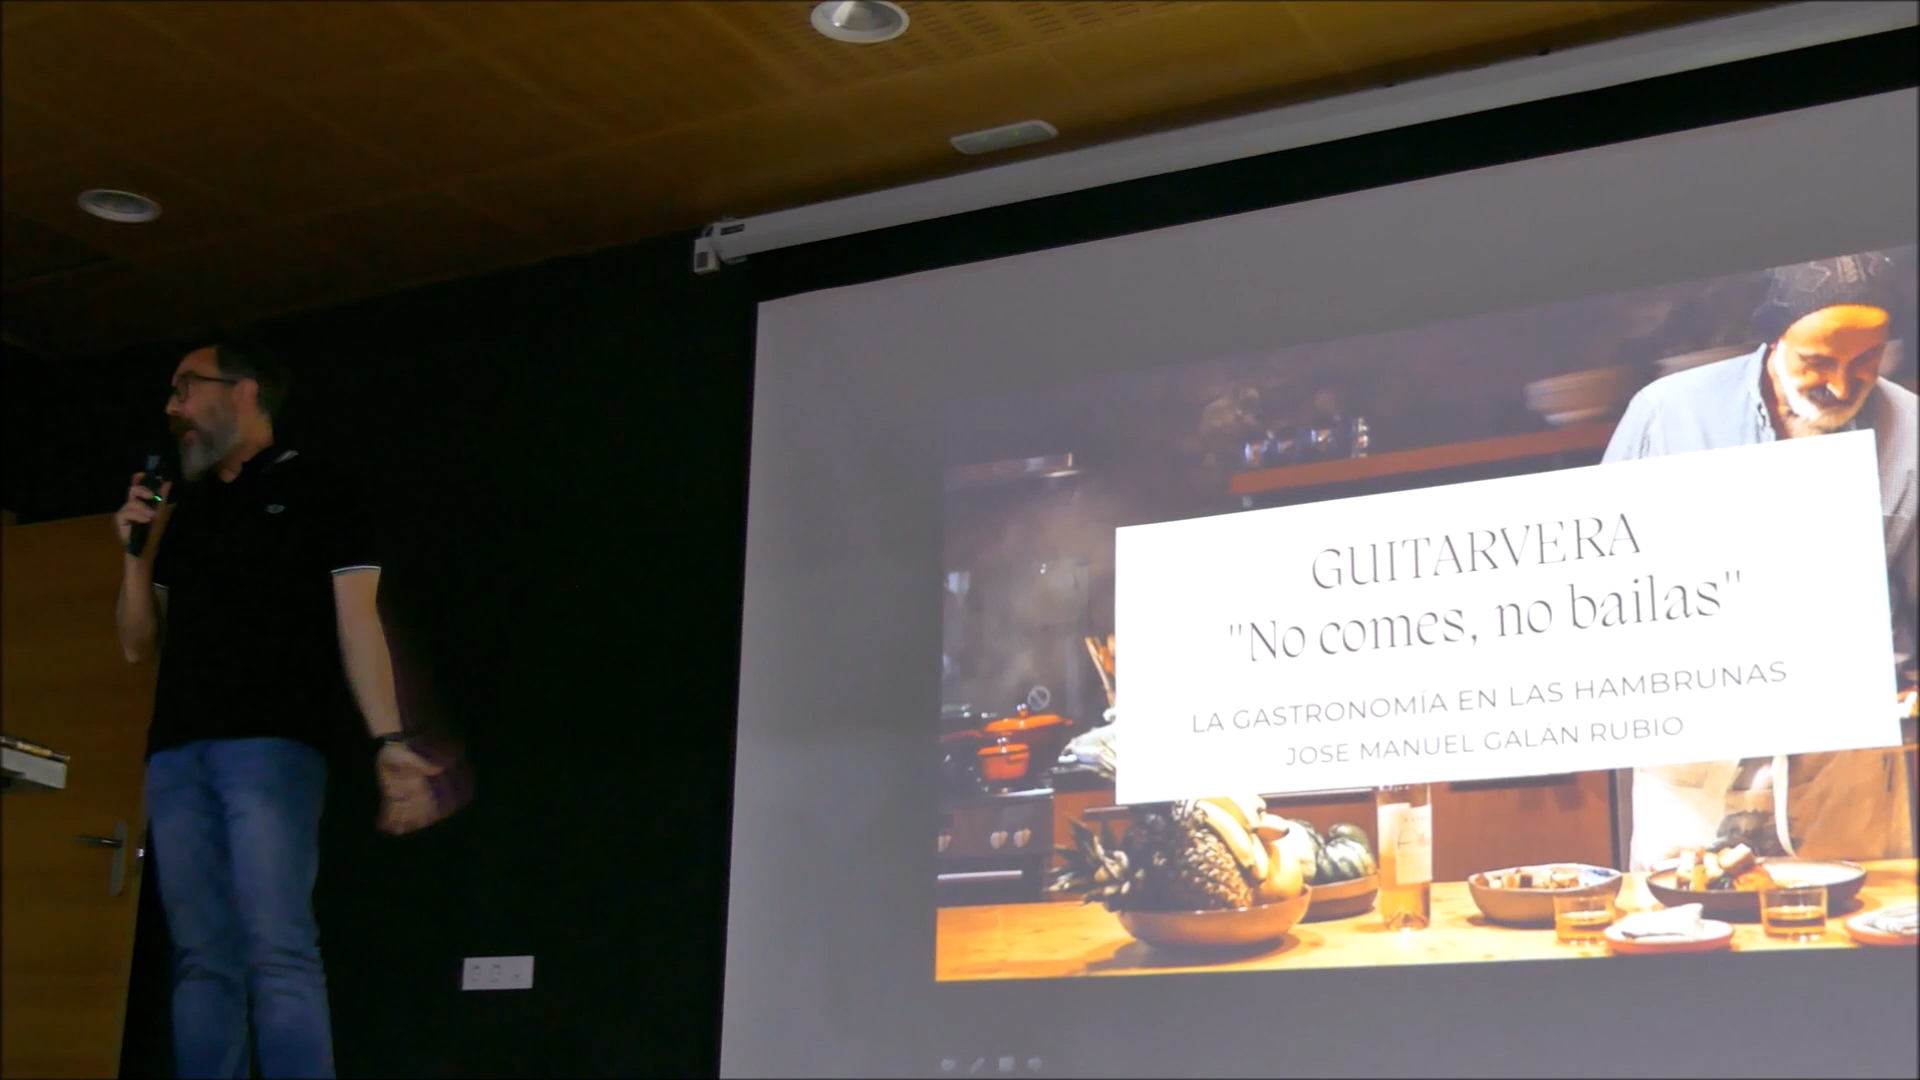 GUITARVERA
"No comes, no bailas"
LA GASTRONOMÍA EN LAS HAMBRUNAS
JOSE MANUEL GALÁN RUBIO